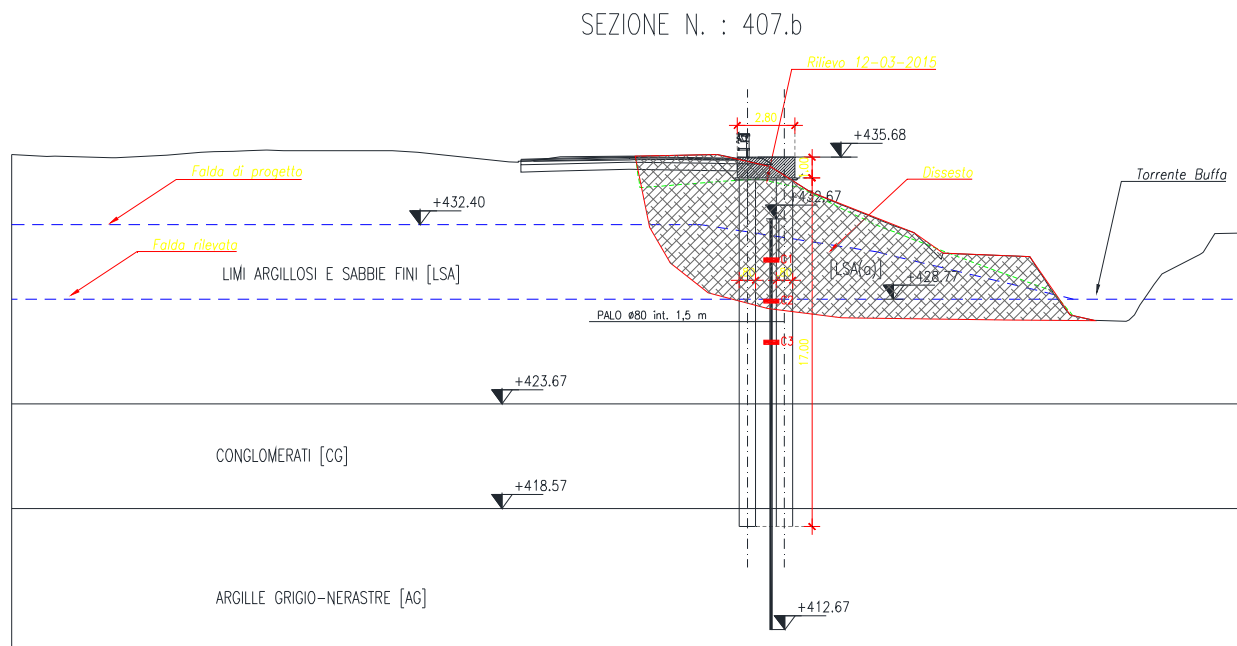 SEZIONE N. : 407.b
Rilievo 12-03-2015
2.80
+435.68
1.00
Falda di progetto
Dissesto
Torrente Buffa
+432.40
+432.67
Falda rilevata
LIMI ARGILLOSI E SABBIE FINI [LSA]
C1
[LSA(a)]
+428.77
C2
PALO ø80 int. 1,5 m
C3
17.00
+423.67
CONGLOMERATI [CG]
+418.57
ARGILLE GRIGIO-NERASTRE [AG]
+412.67